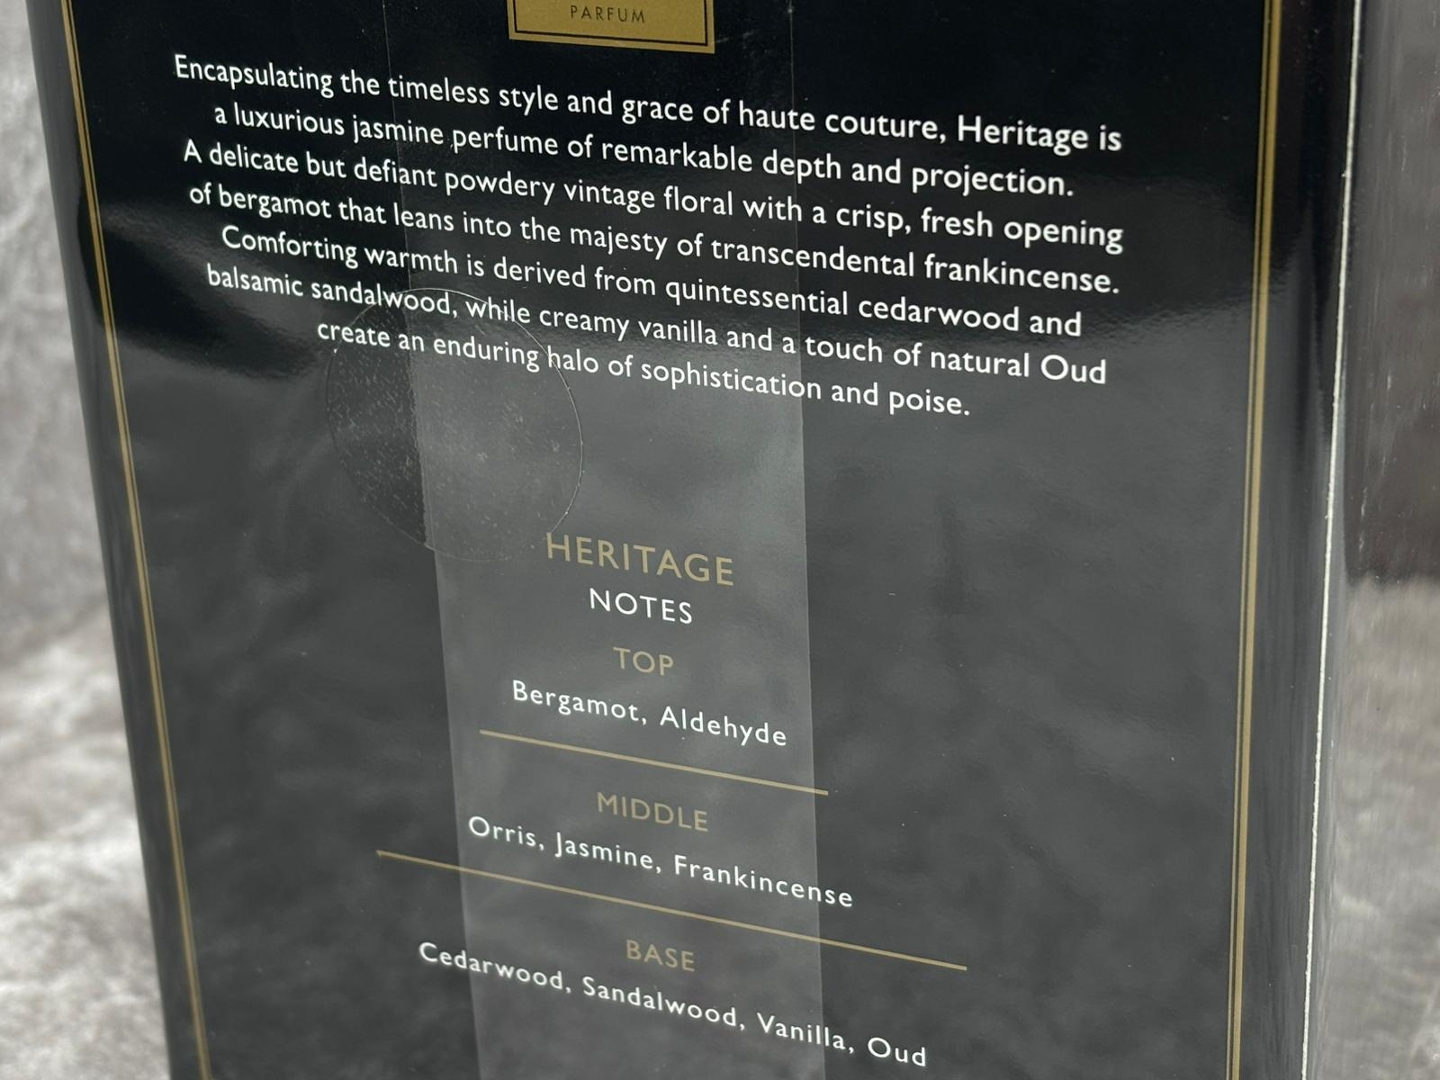 PARFUM
Encapsulating the timeless style and grace of haute couture, Heritage is
a luxurious jasmine perfume of remarkable depth and projection.
A delicate but defiant powdery vintage floral with a crisp, fresh opening
of bergamot that leans into the majesty of transcendental frankincense.
Comforting warmth is derived from quintessential cedarwood and
balsamic sandalwood, while creamy vanilla and a touch of natural Oud
create an enduring halo of sophistication and poise.
HERITAGE
NOTES
TOP
Bergamot, Aldehyde
MIDDLE
Orris, Jasmine, Frankincense
BASE
Cedarwood, Sandalwood, Vanilla, Oud